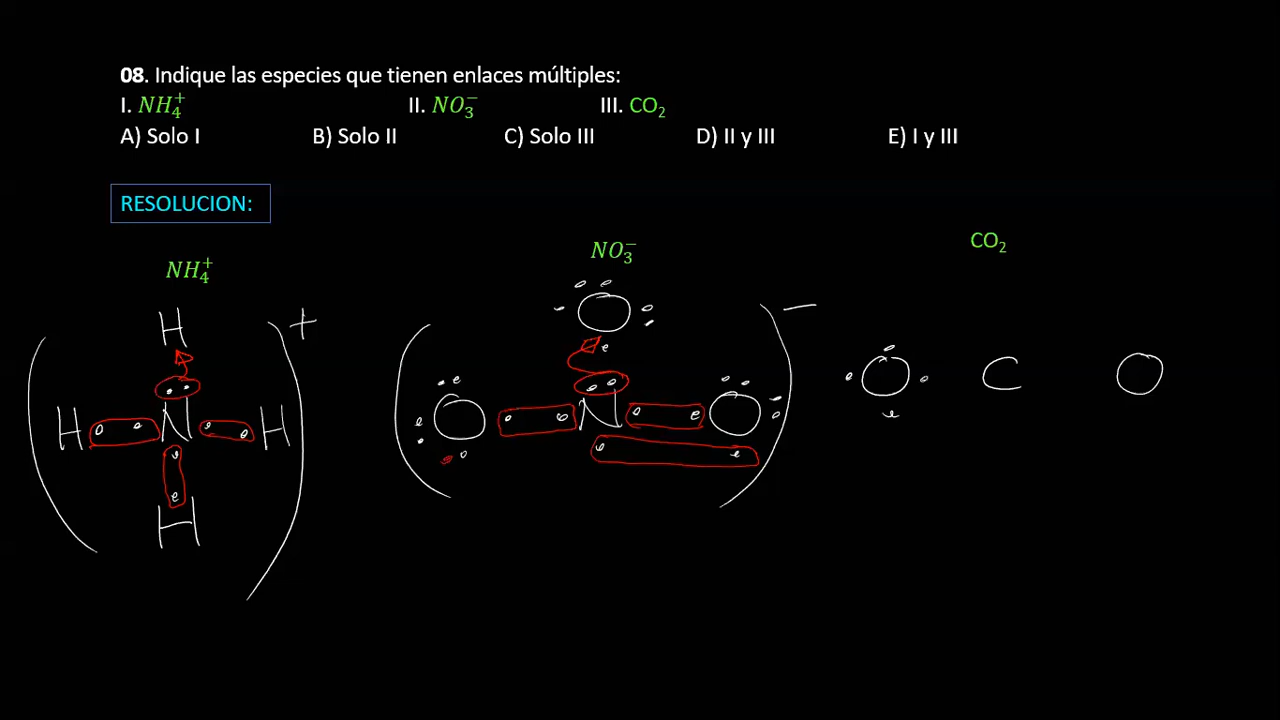 08. Indique las especies que tienen enlaces múltiples:
I. NH₄⁺ II. NO₃⁻ III. CO₂
A) Solo I B) Solo II C) Solo III D) II y III E) I y III
RESOLUCION:
NH₄⁺ NO₃⁻ CO₂
H +
H N H
H
O −
O N O
O C O